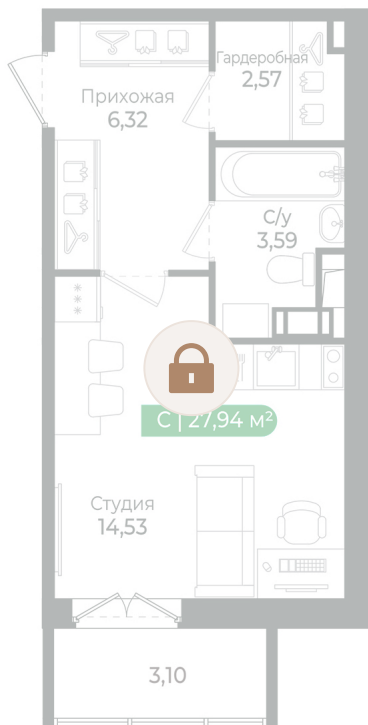 Гардеробная
2,57
Прихожая
6,32
С/у
3,59
С | 27,94 м²
Студия
14,53
3,10